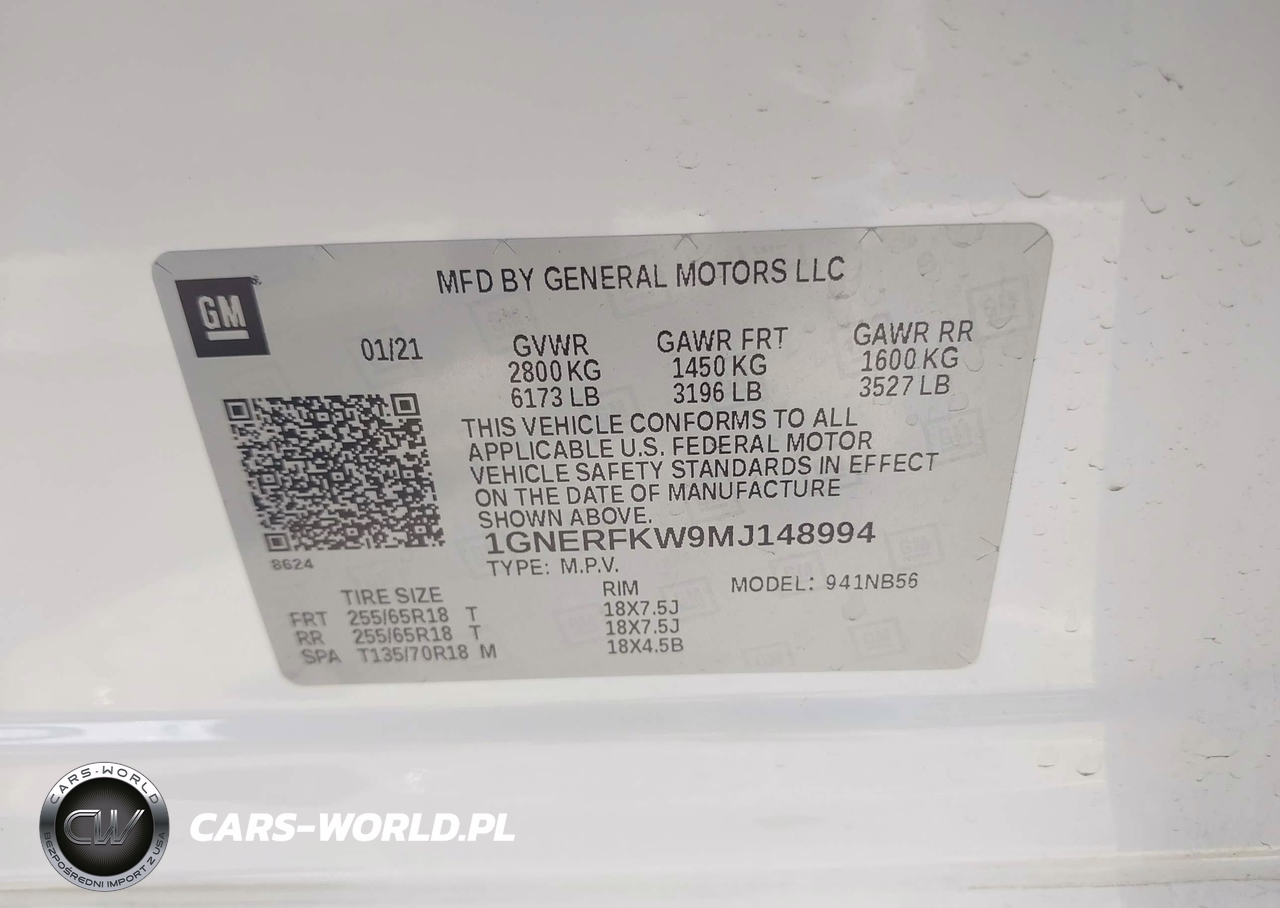 GM
MFD BY GENERAL MOTORS LLC
01/21
GVWR
2800 KG
6173 LB
GAWR FRT
1450 KG
3196 LB
GAWR RR
1600 KG
3527 LB
THIS VEHICLE CONFORMS TO ALL
APPLICABLE U.S. FEDERAL MOTOR
VEHICLE SAFETY STANDARDS IN EFFECT
ON THE DATE OF MANUFACTURE
SHOWN ABOVE.
1GNERFKW9MJ148994
8624
TYPE: M.P.V.
MODEL: 941NB56
TIRE SIZE RIM
FRT 255/65R18 T 18X7.5J
RR 255/65R18 T 18X7.5J
SPA T135/70R18 M 18X4.5B
CARS-WORLD
CW
BEZPOŚREDNI IMPORT Z USA
CARS-WORLD.PL